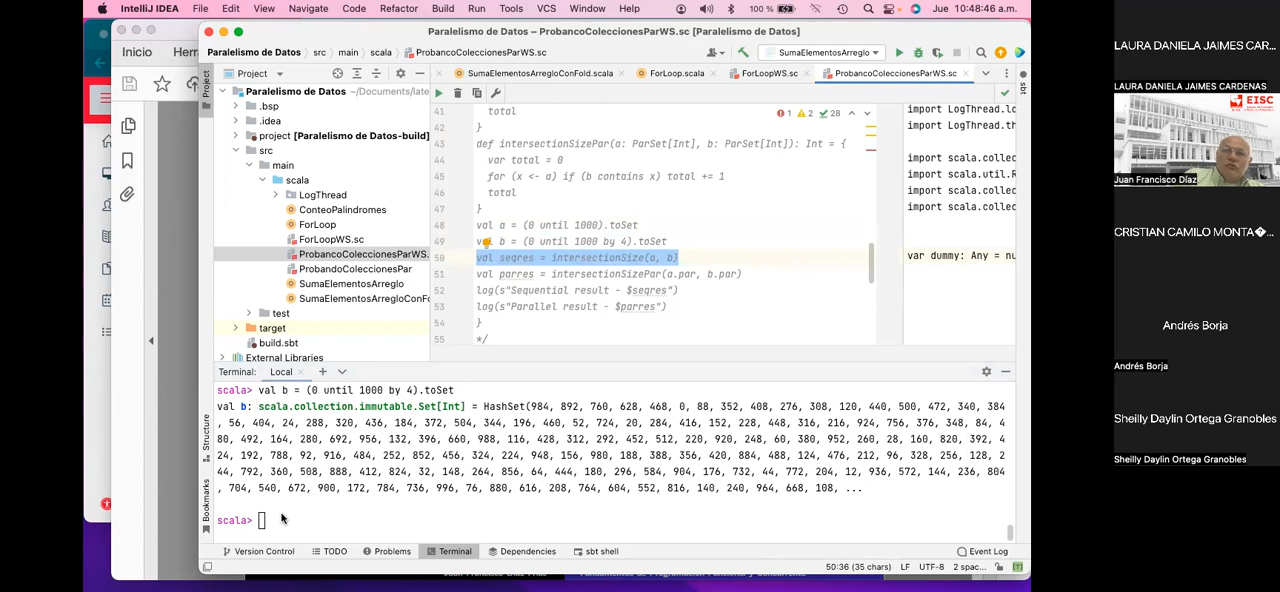 IntelliJ IDEA File Edit View Navigate Code Refactor Build Run Tools VCS Window Help 100 % Jue 10:48:46 a.m.
Inicio
Paralelismo de Datos – ProbancoColeccionesParWS.sc [Paralelismo de Datos]
Paralelismo de Datos › src › main › scala › ProbancoColeccionesParWS.sc
SumaElementosArreglo
Project
SumaElementosArregloConFold.scala
ForLoop.scala
ForLoopWS.sc
ProbancoColeccionesParWS.sc
Paralelismo de Datos ~/Documents/late
.bsp
.idea
project [Paralelismo de Datos-build]
src
main
scala
LogThread
ConteoPalindromes
ForLoop
ForLoopWS.sc
ProbancoColeccionesParWS.
ProbandoColeccionesPar
SumaElementosArreglo
SumaElementosArregloConFo
test
target
build.sbt
External Libraries
1 2 28
41 total
42 }
43 def intersectionSizePar(a: ParSet[Int], b: ParSet[Int]): Int = {
44 var total = 0
45 for (x <- a) if (b contains x) total += 1
46 total
47 }
48 val a = (0 until 1000).toSet
49 val b = (0 until 1000 by 4).toSet
50 val seqres = intersectionSize(a, b)
51 val parres = intersectionSizePar(a.par, b.par)
52 log(s"Sequential result - $seqres")
53 log(s"Parallel result - $parres")
54 }
55 */
import LogThread.lo
import LogThread.th
import scala.collec
import scala.util.R
import scala.collec
import scala.collec
var dummy: Any = nu
sbt
Terminal: Local
scala> val b = (0 until 1000 by 4).toSet
val b: scala.collection.immutable.Set[Int] = HashSet(984, 892, 760, 628, 468, 0, 88, 352, 408, 276, 308, 120, 440, 500, 472, 340, 384
, 56, 404, 24, 288, 320, 436, 184, 372, 504, 344, 196, 460, 52, 724, 20, 284, 416, 152, 228, 448, 316, 216, 924, 756, 376, 348, 84, 4
80, 492, 164, 280, 692, 956, 132, 396, 660, 988, 116, 428, 312, 292, 452, 512, 220, 920, 248, 60, 380, 952, 260, 28, 160, 820, 392, 4
24, 192, 788, 92, 916, 484, 252, 852, 456, 324, 224, 948, 156, 980, 188, 388, 356, 420, 884, 488, 124, 476, 212, 96, 328, 256, 128, 2
44, 792, 360, 508, 888, 412, 824, 32, 148, 264, 856, 64, 444, 180, 296, 584, 904, 176, 732, 44, 772, 204, 12, 936, 572, 144, 236, 804
, 704, 540, 672, 900, 172, 784, 736, 996, 76, 880, 616, 208, 764, 604, 552, 816, 140, 240, 964, 668, 108, ...
scala>
Structure
Bookmarks
Version Control TODO Problems Terminal Dependencies sbt shell Event Log
50:36 (35 chars) LF UTF-8 2 spac...
LAURA DANIELA JAIMES CAR...
LAURA DANIELA JAIMES CARDENAS
EISC
Juan Francisco Díaz
CRISTIAN CAMILO MONTA�...
Andrés Borja
Andrés Borja
Sheilly Daylin Ortega Granobles
Sheilly Daylin Ortega Granobles